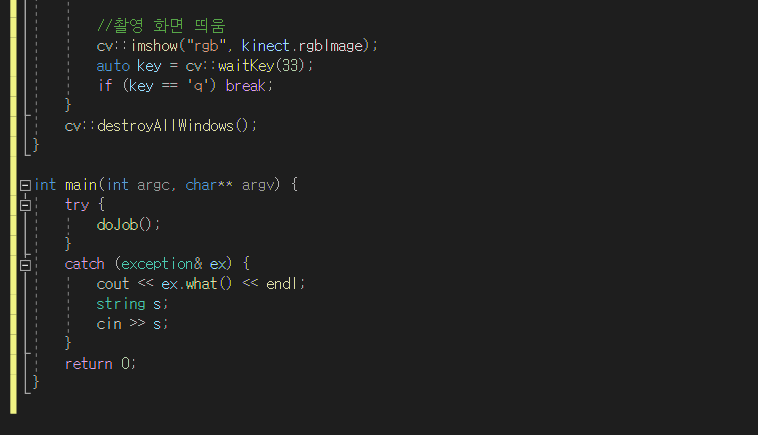 //촬영 화면 띄움
cv::imshow("rgb", kinect.rgbImage);
auto key = cv::waitKey(33);
if (key == 'q') break;
}
cv::destroyAllWindows();
}
int main(int argc, char** argv) {
try {
doJob();
}
catch (exception& ex) {
cout << ex.what() << endl;
string s;
cin >> s;
}
return 0;
}